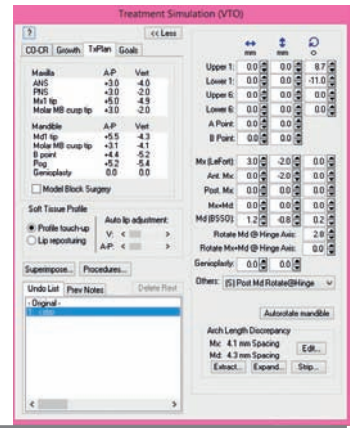 Treatment Simulation (VTO)
? << Less
CO-CR Growth TxPlan Goals
Maxilla A-P Vert
ANS +3.0 -4.0
PNS +3.0 -2.0
Mx1 tip +5.0 -4.9
Molar MB cusp tip +3.0 -2.0
Mandible A-P Vert
Md1 tip +5.5 -4.3
Molar MB cusp tip +3.1 -4.1
B point +4.4 -5.2
Pog +5.2 -5.4
Genioplasty 0.0 0.0
Model Block Surgery
Soft Tissue Profile
Profile touch-up
Lip reposturing
Auto lip adjustment:
V: < >
A-P: < >
Superimpose... Procedures...
Undo List Prev Notes Delete Rest
- Original -
< >
mm mm o
Upper 1: 0.0 0.0 8.7
Lower 1: 0.0 0.0 -11.0
Upper 6: 0.0 0.0 0.0
Lower 6: 0.0 0.0 0.0
A Point: 0.0 0.0
B Point: 0.0 0.0
Mx (LeFort): 3.0 -2.0 0.0
Ant. Mx: 0.0 -2.0 0.0
Post. Mx: 0.0 0.0 0.0
Mx+Md: 0.0 0.0 0.0
Md (BSSO): 1.2 -0.8 0.2
Rotate Md @ Hinge Axis: 2.8
Rotate Mx+Md @ Hinge Axis: 0.0
Genioplasty: 0.0 0.0
Others: (S) Post Md Rotate@Hinge
Autorotate mandible
Arch Length Discrepancy
Mx: 4.1 mm Spacing
Md: 4.3 mm Spacing
Edit...
Extract... Expand... Strip...